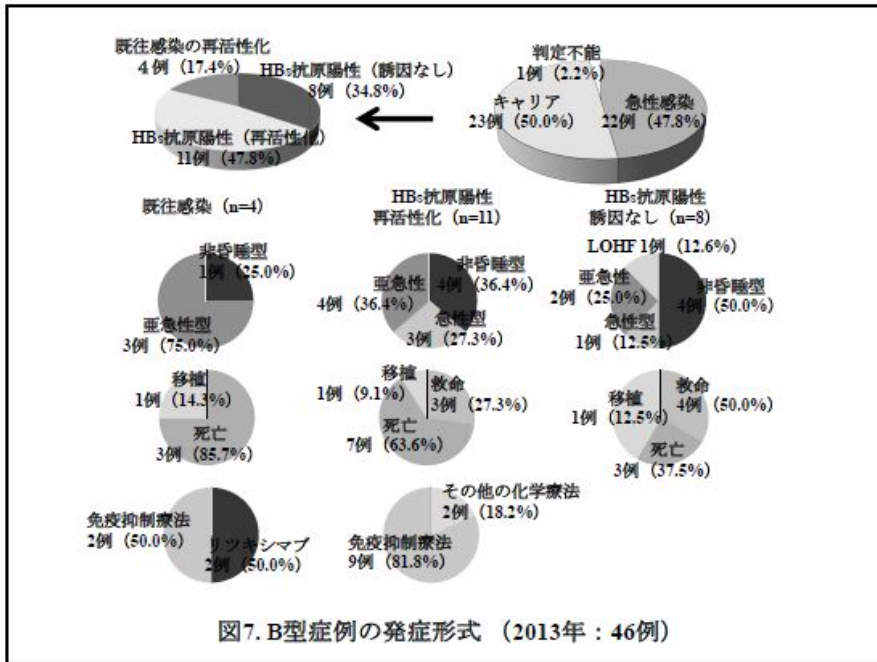 既往感染の再活性化
4例（17.4%）
HBs抗原陽性（誘因なし）
8例（34.8%）
HBs抗原陽性（再活性化）
11例（47.8%）
判定不能
1例（2.2%）
キャリア
23例（50.0%）
急性感染
22例（47.8%）
既往感染（n=4）
HBs抗原陽性
再活性化（n=11）
HBs抗原陽性
誘因なし（n=8）
非昏睡型
1例（25.0%）
亜急性型
3例（75.0%）
非昏睡型
4例（36.4%）
亜急性
4例（36.4%）
急性型
3例（27.3%）
LOHF 1例（12.6%）
亜急性
2例（25.0%）
非昏睡型
4例（50.0%）
急性型
1例（12.5%）
移植
1例（14.3%）
死亡
3例（85.7%）
移植
1例（9.1%）
救命
3例（27.3%）
死亡
7例（63.6%）
移植
1例（12.5%）
救命
4例（50.0%）
死亡
3例（37.5%）
免疫抑制療法
2例（50.0%）
リツキシマブ
2例（50.0%）
その他の化学療法
2例（18.2%）
免疫抑制療法
9例（81.8%）
図7. B型症例の発症形式 （2013年：46例）